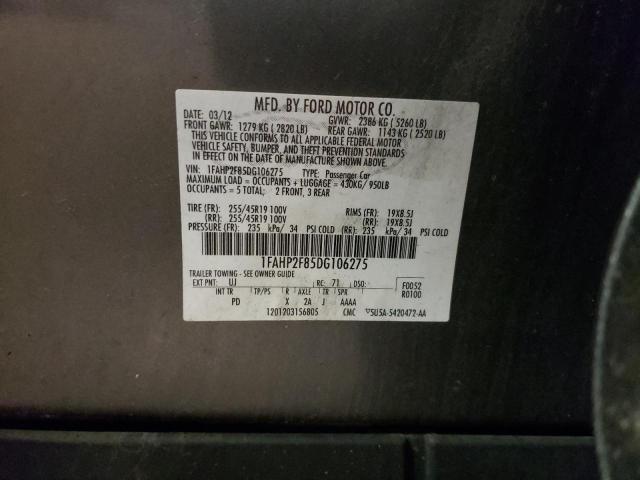 MFD. BY FORD MOTOR CO.
DATE: 03/12 GVWR: 2386 KG ( 5260 LB)
FRONT GAWR: 1279 KG ( 2820 LB) REAR GAWR: 1143 KG ( 2520 LB)
THIS VEHICLE CONFORMS TO ALL APPLICABLE FEDERAL MOTOR
VEHICLE SAFETY, BUMPER, AND THEFT PREVENTION STANDARDS
IN EFFECT ON THE DATE OF MANUFACTURE SHOWN ABOVE.
VIN: 1FAHP2F85DG106275 TYPE: Passenger Car
MAXIMUM LOAD = OCCUPANTS + LUGGAGE = 430KG/ 950LB
OCCUPANTS = 5 TOTAL: 2 FRONT, 3 REAR
TIRE (FR): 255/45R19 100V RIMS (FR): 19X8.5J
(RR): 255/45R19 100V (RR): 19X8.5J
PRESSURE (FR): 235 kPa/ 34 PSI COLD (RR): 235 kPa/ 34 PSI COLD
1FAHP2F85DG106275
TRAILER TOWING - SEE OWNER GUIDE
EXT PNT: UJ RC: 71 DSO: F0052
INT TR TP/PS R AXLE TR SPR R0100
PD X 2A J AAAA
1201203156805 CMC 5U5A-5420472-AA